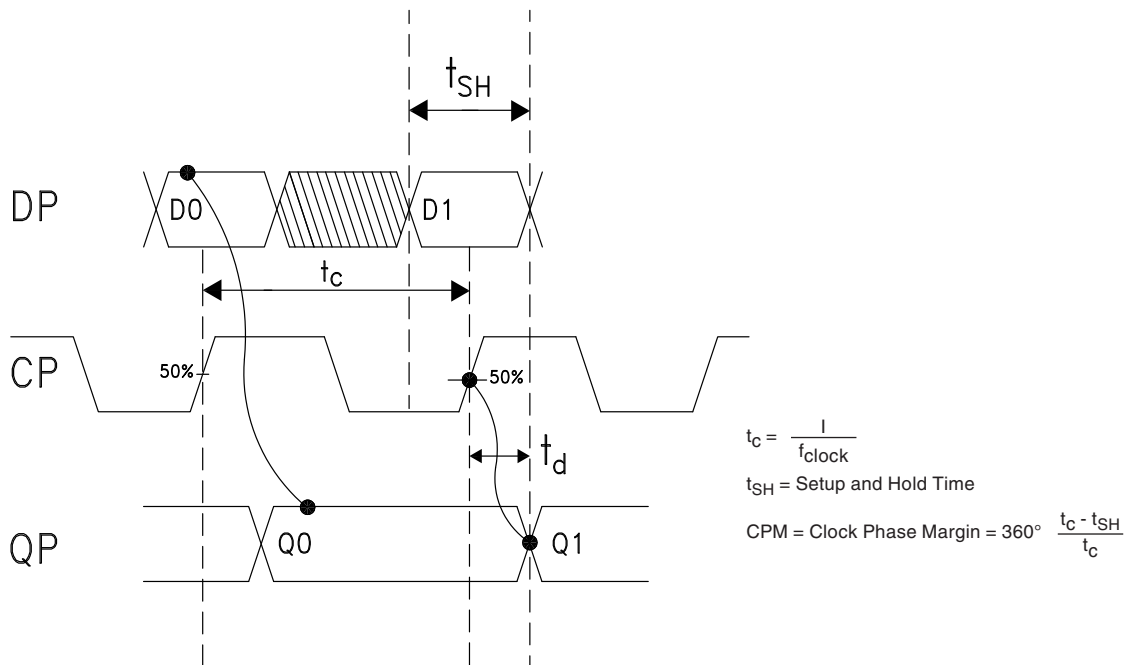 tSH
DP
D0
D1
tc
CP
50%
50%
td
QP
Q0
Q1
tc = I / fclock
tSH = Setup and Hold Time
CPM = Clock Phase Margin = 360° tc - tSH / tc